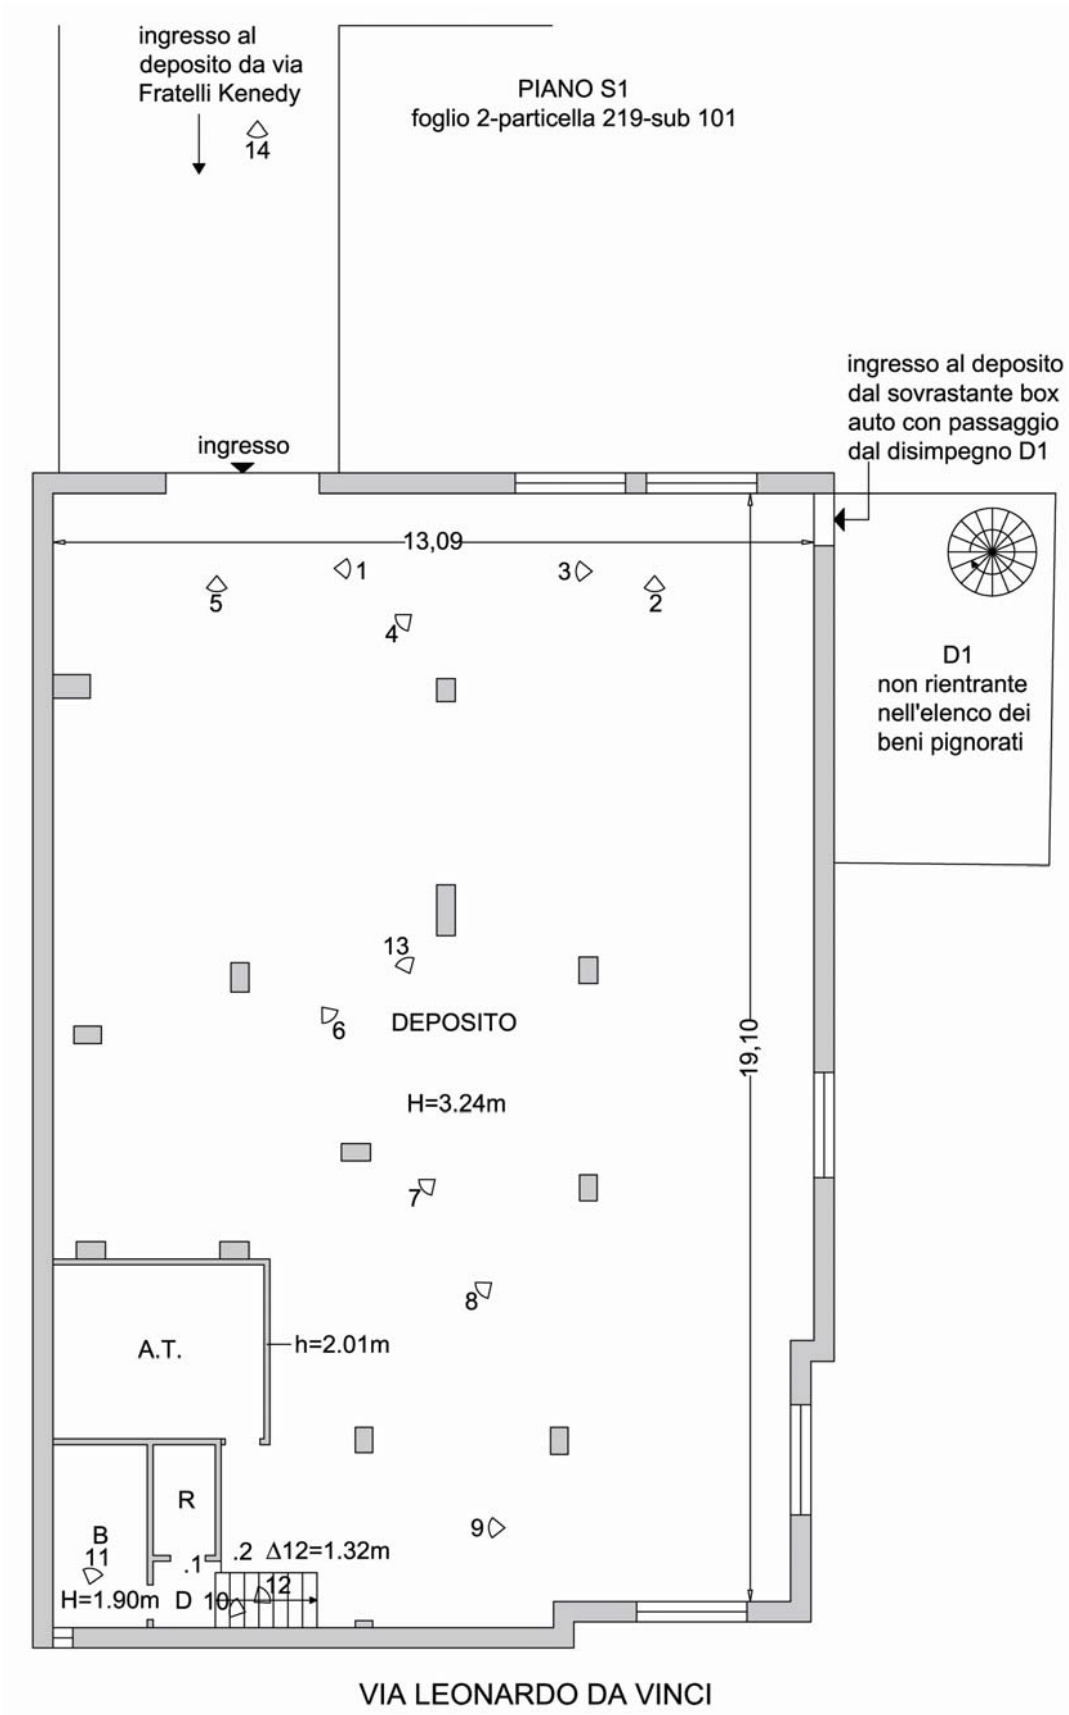 ingresso al
deposito da via
Fratelli Kenedy
14
PIANO S1
foglio 2-particella 219-sub 101
ingresso al deposito
dal sovrastante box
auto con passaggio
dal disimpegno D1
ingresso
13,09
1
3
5
2
4
D1
non rientrante
nell'elenco dei
beni pignorati
13
6
DEPOSITO
19,10
H=3.24m
7
8
A.T.
h=2.01m
R
9
B
11
.1
.2
Δ12=1.32m
12
H=1.90m
D
10
VIA LEONARDO DA VINCI